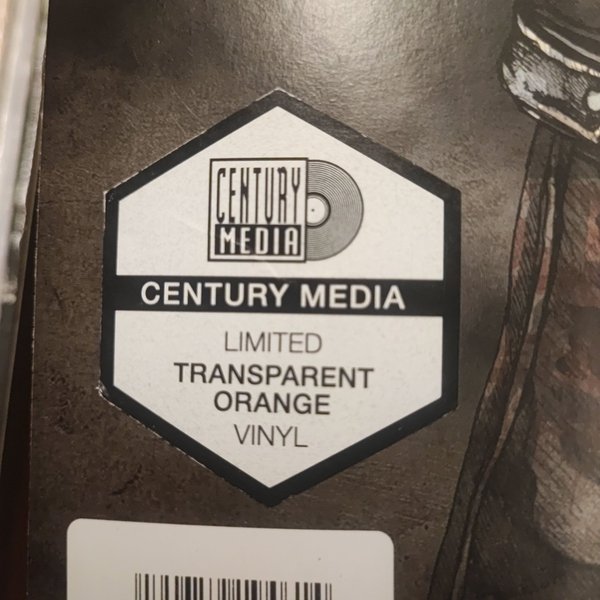 CENTURY
MEDIA
CENTURY MEDIA
LIMITED
TRANSPARENT
ORANGE
VINYL